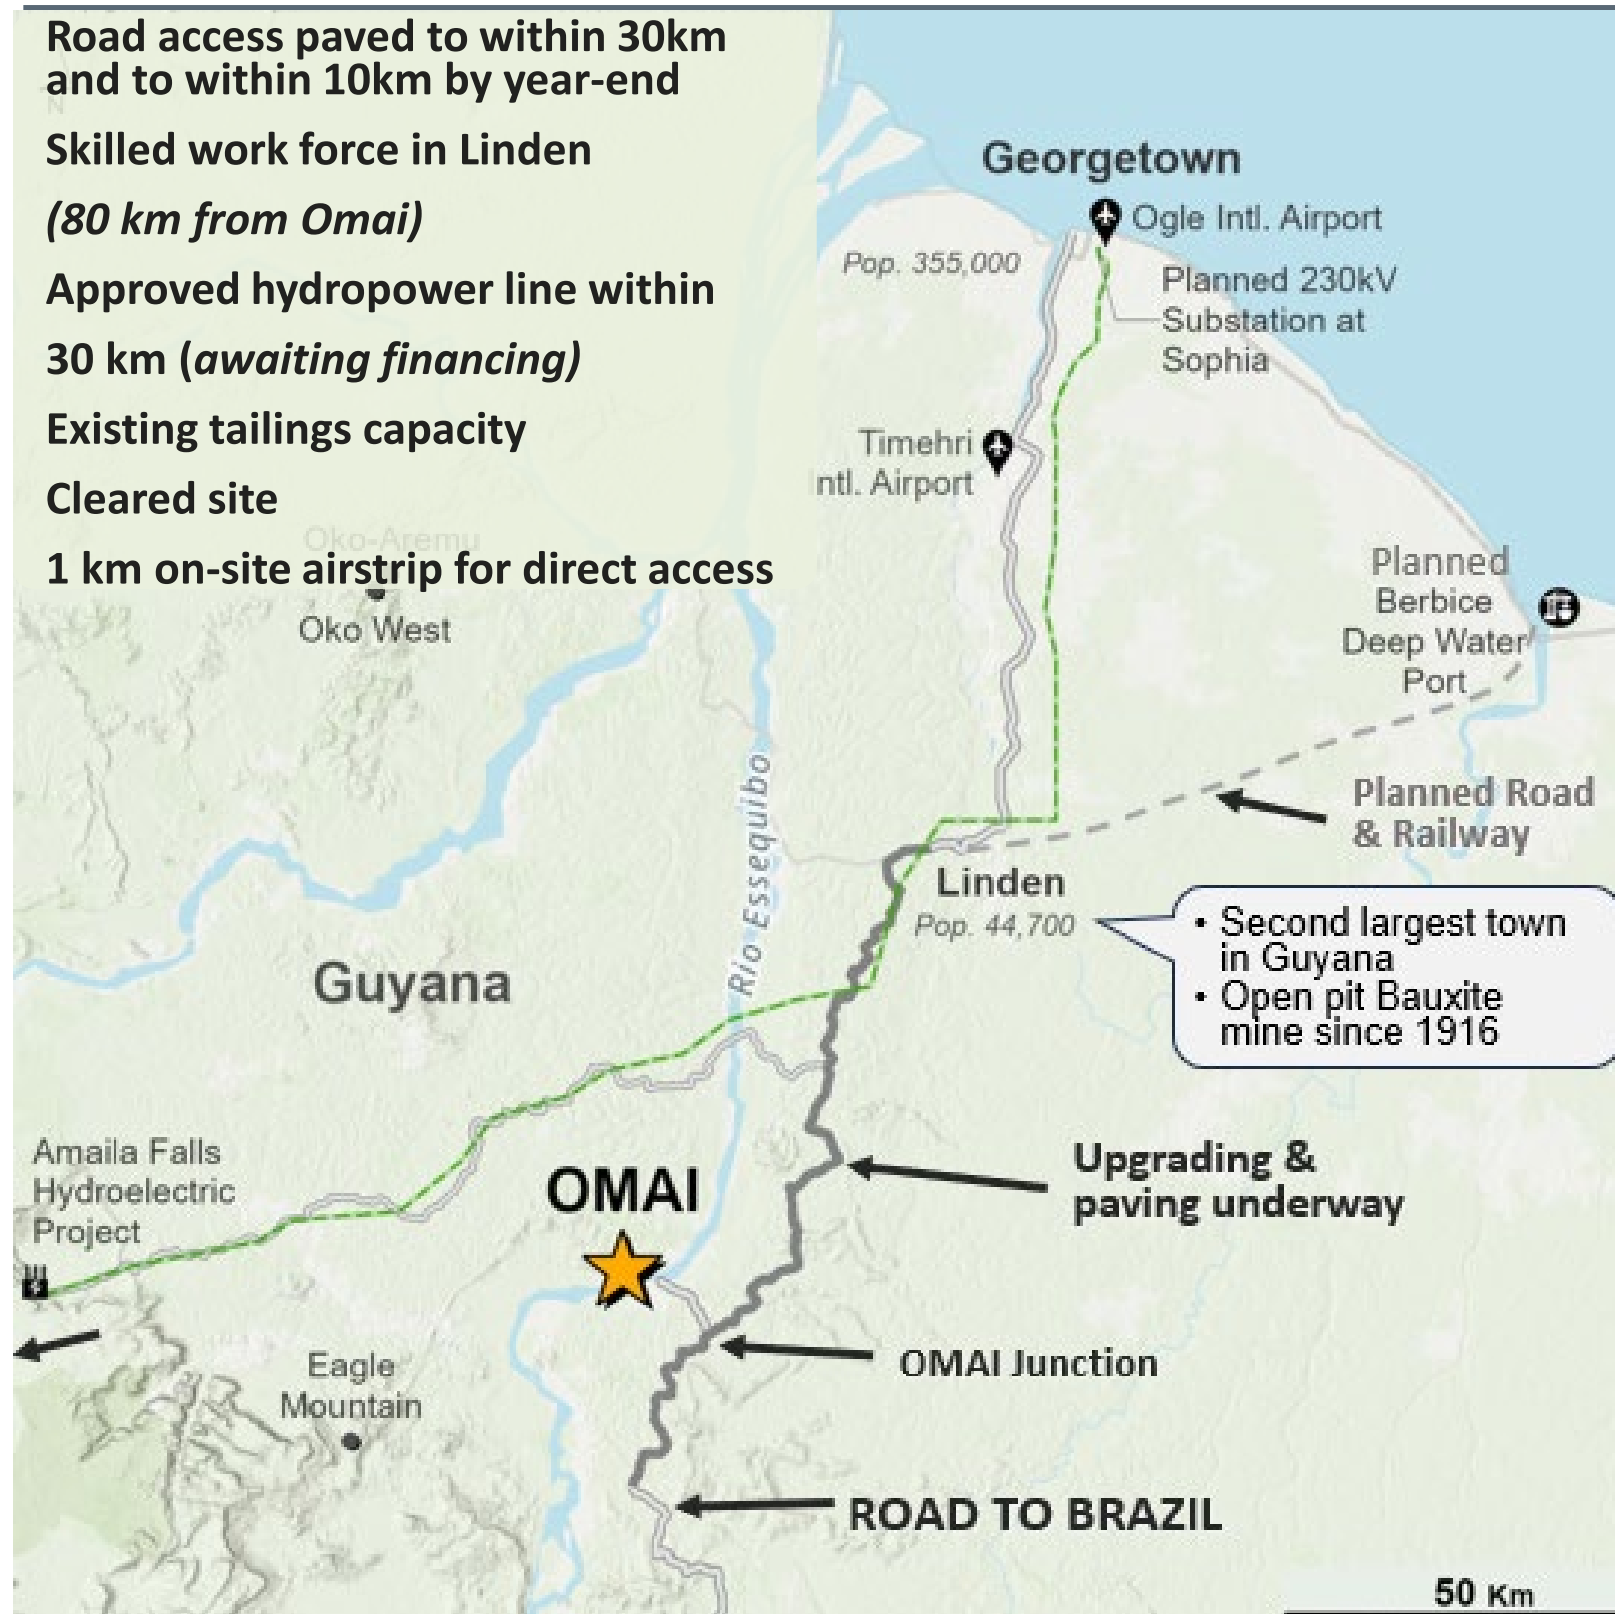 Road access paved to within 30km
and to within 10km by year-end
Skilled work force in Linden
(80 km from Omai)
Approved hydropower line within
30 km (awaiting financing)
Existing tailings capacity
Cleared site
1 km on-site airstrip for direct access
N
Oko-Aremu
Oko West
Georgetown
Ogle Intl. Airport
Pop. 355,000
Planned 230kV
Substation at
Sophia
Timehri
Intl. Airport
Planned
Berbice
Deep Water
Port
Planned Road
& Railway
Rio Essequibo
Linden
Pop. 44,700
• Second largest town
in Guyana
• Open pit Bauxite
mine since 1916
Guyana
Amaila Falls
Hydroelectric
Project
OMAI
Upgrading &
paving underway
Eagle
Mountain
OMAI Junction
ROAD TO BRAZIL
50 Km